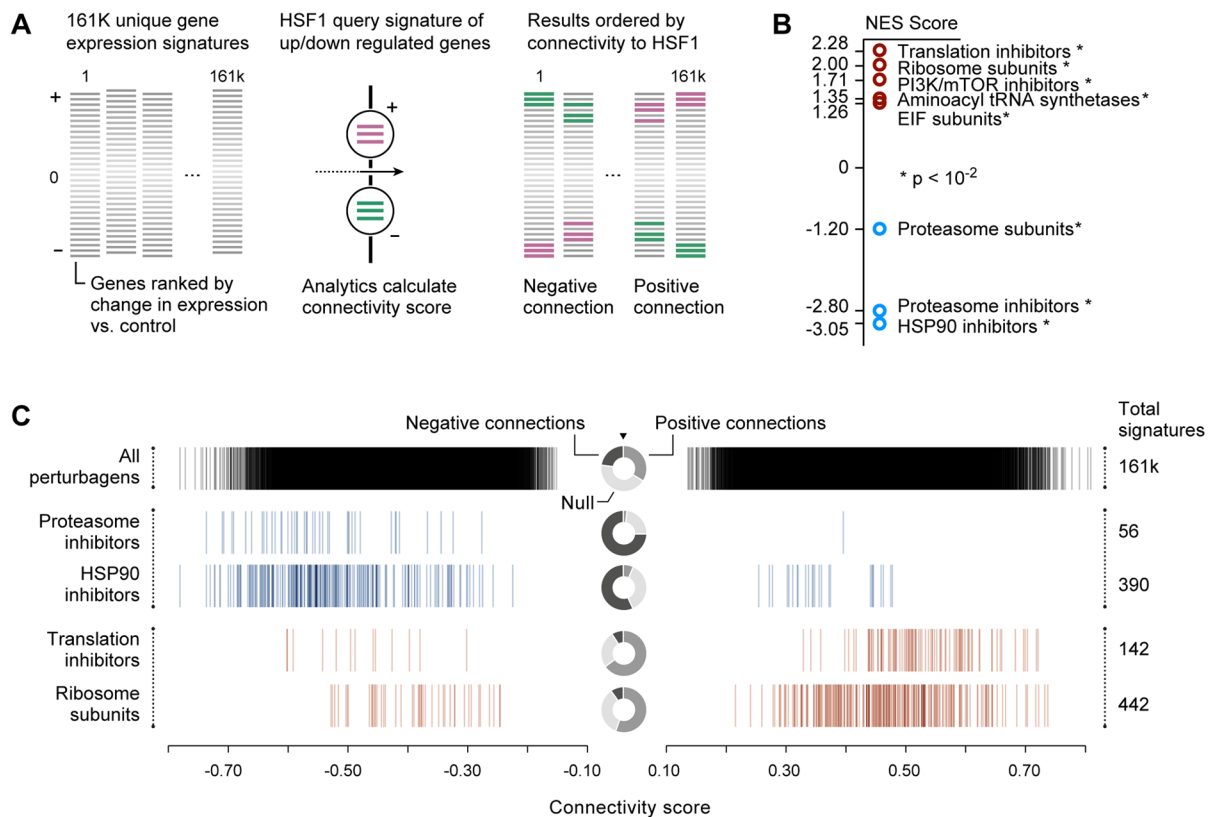 A
161K unique gene
expression signatures
1
161k
+
0
–
...
Genes ranked by
change in expression
vs. control
HSF1 query signature of
up/down regulated genes
+
–
Analytics calculate
connectivity score
Results ordered by
connectivity to HSF1
1
161k
...
Negative
connection
Positive
connection
B
NES Score
2.28
Translation inhibitors *
2.00
Ribosome subunits *
1.71
PI3K/mTOR inhibitors *
1.35
Aminoacyl tRNA synthetases *
1.26
EIF subunits*
0
* p < 10-2
-1.20
Proteasome subunits*
-2.80
Proteasome inhibitors *
-3.05
HSP90 inhibitors *
C
Negative connections
Positive connections
Null
Total
signatures
All
perturbagens
161k
Proteasome
inhibitors
56
HSP90
inhibitors
390
Translation
inhibitors
142
Ribosome
subunits
442
-0.70 -0.50 -0.30 -0.10 0.10 0.30 0.50 0.70
Connectivity score